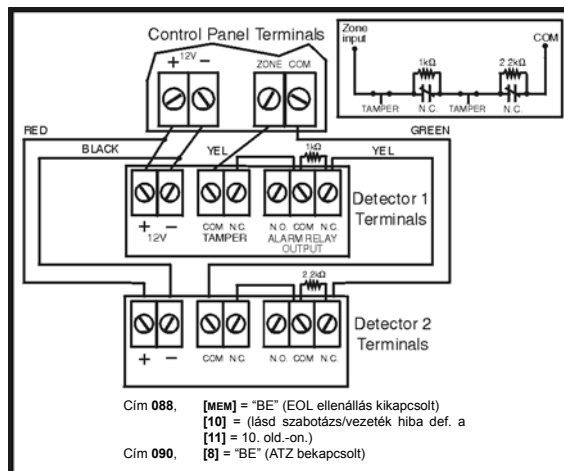 Control Panel Terminals
+ 12V −
ZONE COM
Zone
input
COM
1kΩ
2.2kΩ
TAMPER N.C. TAMPER N.C.
RED
GREEN
BLACK
YEL
1kΩ
YEL
Detector 1
Terminals
+ −
12V
COM N.C.
TAMPER
N.O. COM N.C.
ALARM RELAY
OUTPUT
2.2kΩ
Detector 2
Terminals
+ −
COM N.C.
N.O. COM N.C.
Cím 088, [MEM] = “BE” (EOL ellenállás kikapcsolt)
[10] = (lásd szabotázs/vezeték hiba def. a
[11] = 10. old.-on.)
Cím 090, [8] = “BE” (ATZ bekapcsolt)